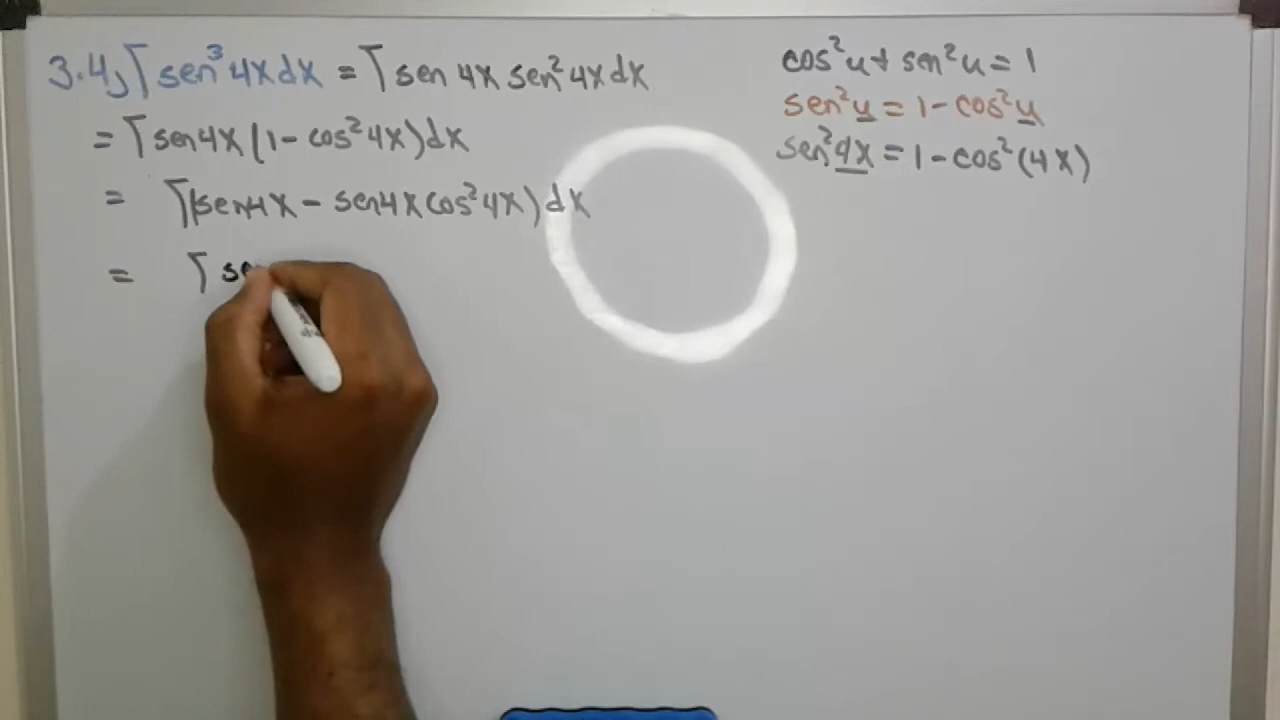 3.4) ⌈ sen³ 4x dx = ⌈ sen 4x sen² 4x dx
= ⌈ sen 4x (1 - cos² 4x) dx
= ⌈ (sen 4x - sen 4x cos² 4x) dx
= ⌈ se
cos² u + sen² u = 1
sen² u = 1 - cos² u
sen² 4x = 1 - cos² (4x)